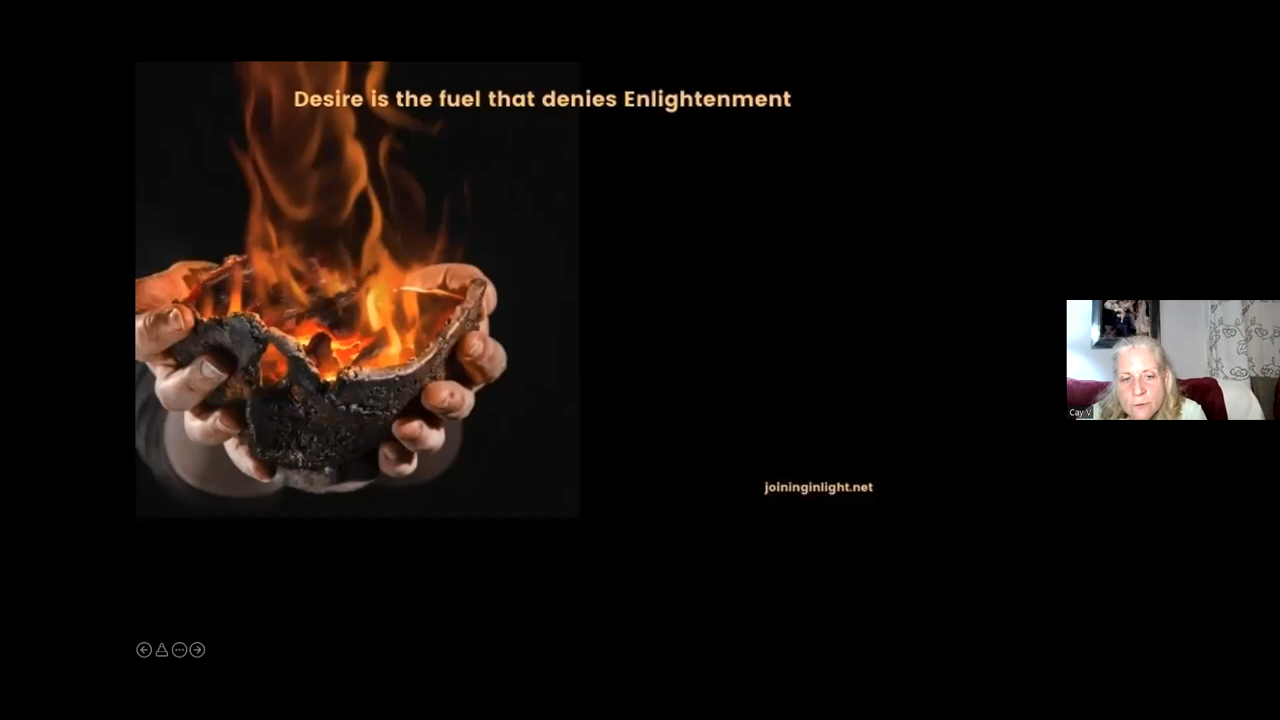 Desire is the fuel that denies Enlightenment
Cay V
joininginlight.net